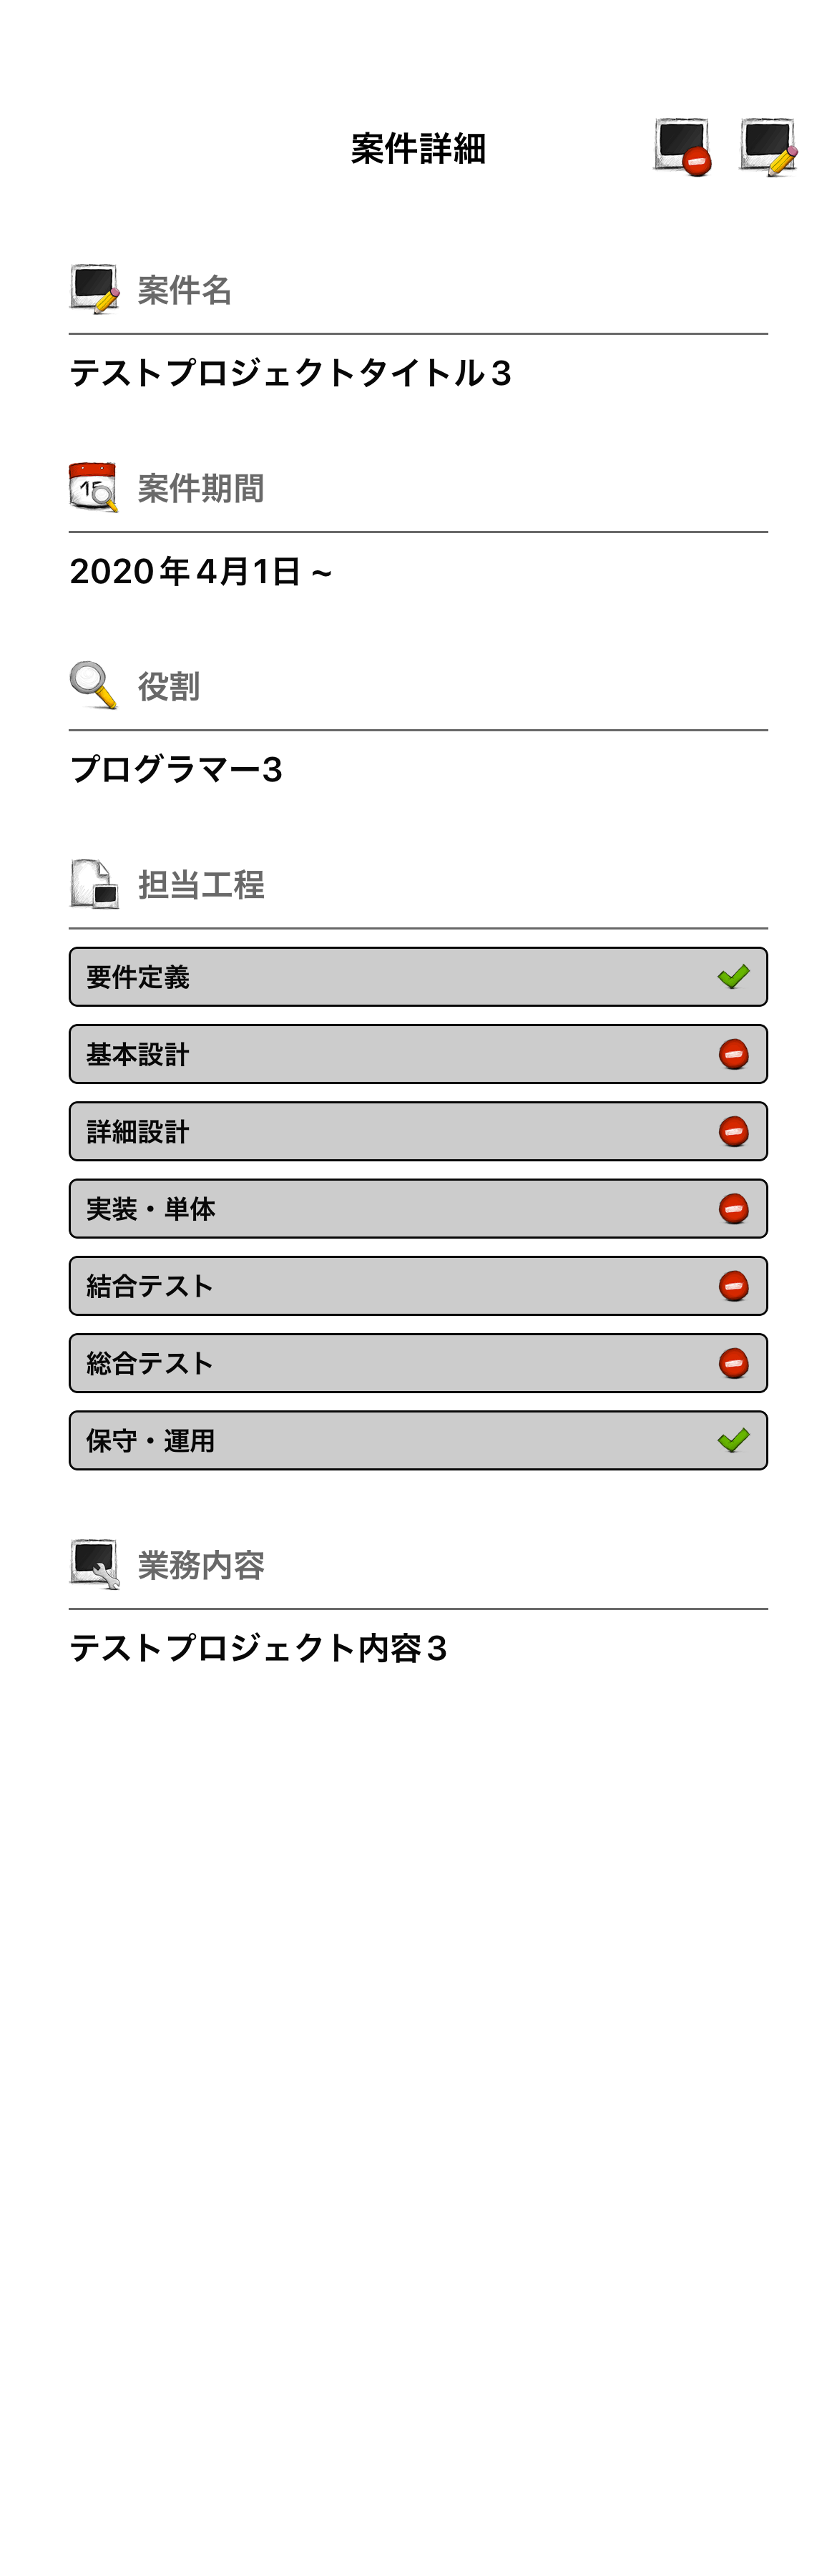 案件詳細
案件名
テストプロジェクトタイトル3
15
案件期間
2020年4月1日 ~
役割
プログラマー3
担当工程
要件定義
基本設計
詳細設計
実装・単体
結合テスト
総合テスト
保守・運用
業務内容
テストプロジェクト内容3